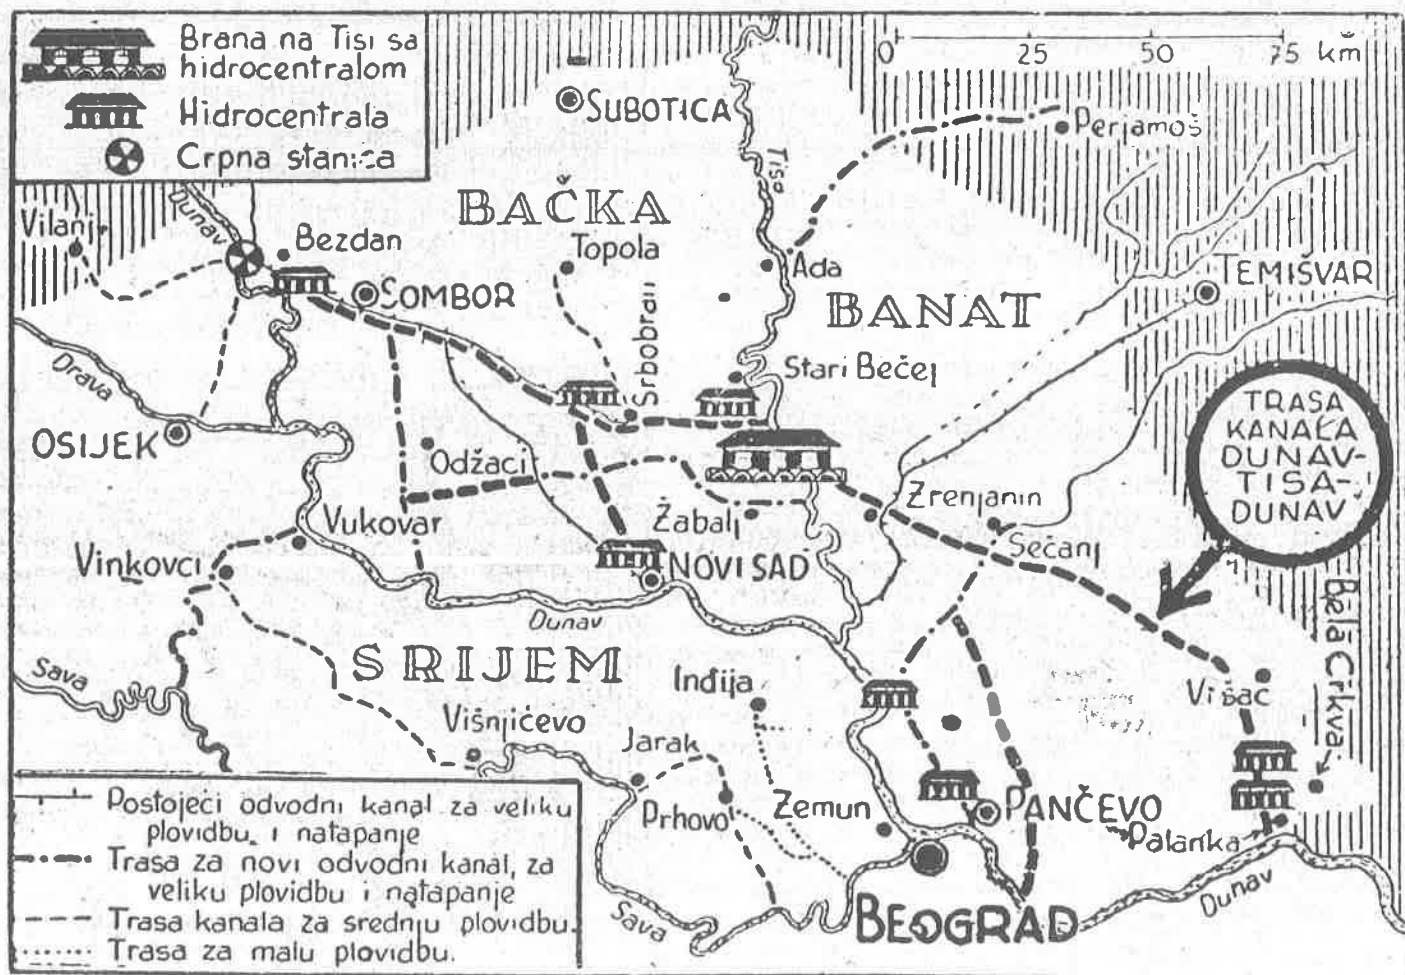 Brana na Tisi sa
hidrocentralom
Hidrocentrala
Crpna stanica
0 25 50 75 km
SUBOTICA
Perjamoš
Tisa
BAČKA
Dunav
Vilanj
Bezdan
Topola
Ada
TEMIŠVAR
SOMBOR
BANAT
Srbobran
Stari Bečej
Drava
TRASA
KANALA
DUNAV-
TISA-
DUNAV
OSIJEK
Odžaci
Zrenjanin
Vukovar
Žabalj
Sečanj
Vinkovci
NOVI SAD
Dunav
Bela Crkva
SRIJEM
Sava
Inđija
Višnjićevo
Jarak
Prhovo
Zemun
PANČEVO
Palanka
Dunav
Sava
BEOGRAD
Postojeći odvodni kanal za veliku
plovidbu i natapanje
Trasa za novi odvodni kanal, za
veliku plovidbu i natapanje
Trasa kanala za srednju plovidbu.
Trasa za malu plovidbu.